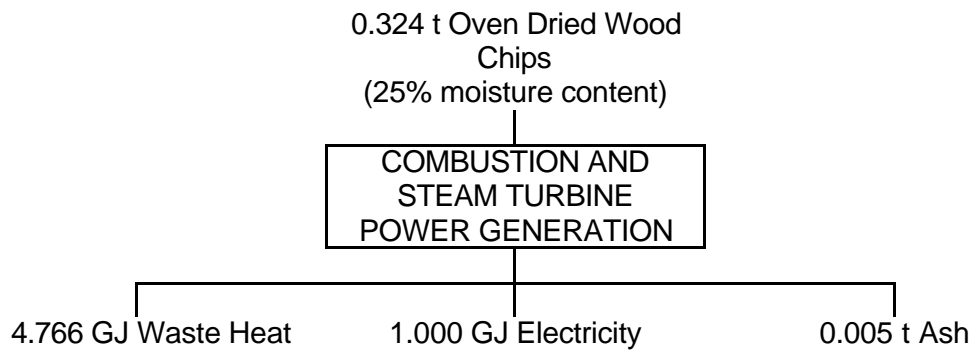 0.324 t Oven Dried Wood
Chips
(25% moisture content)
COMBUSTION AND
STEAM TURBINE
POWER GENERATION
4.766 GJ Waste Heat
1.000 GJ Electricity
0.005 t Ash